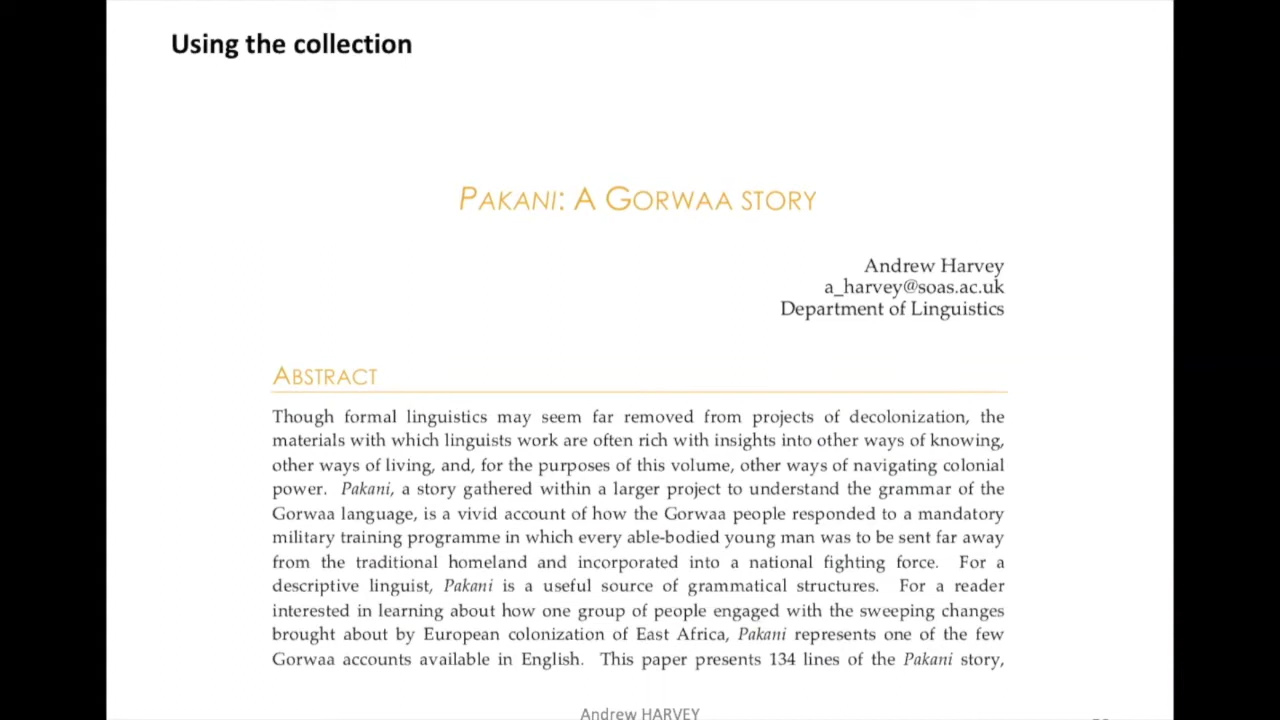 Using the collection
PAKANI: A GORWAA STORY
Andrew Harvey
a_harvey@soas.ac.uk
Department of Linguistics
ABSTRACT
Though formal linguistics may seem far removed from projects of decolonization, the
materials with which linguists work are often rich with insights into other ways of knowing,
other ways of living, and, for the purposes of this volume, other ways of navigating colonial
power. Pakani, a story gathered within a larger project to understand the grammar of the
Gorwaa language, is a vivid account of how the Gorwaa people responded to a mandatory
military training programme in which every able-bodied young man was to be sent far away
from the traditional homeland and incorporated into a national fighting force. For a
descriptive linguist, Pakani is a useful source of grammatical structures. For a reader
interested in learning about how one group of people engaged with the sweeping changes
brought about by European colonization of East Africa, Pakani represents one of the few
Gorwaa accounts available in English. This paper presents 134 lines of the Pakani story,
Andrew HARVEY